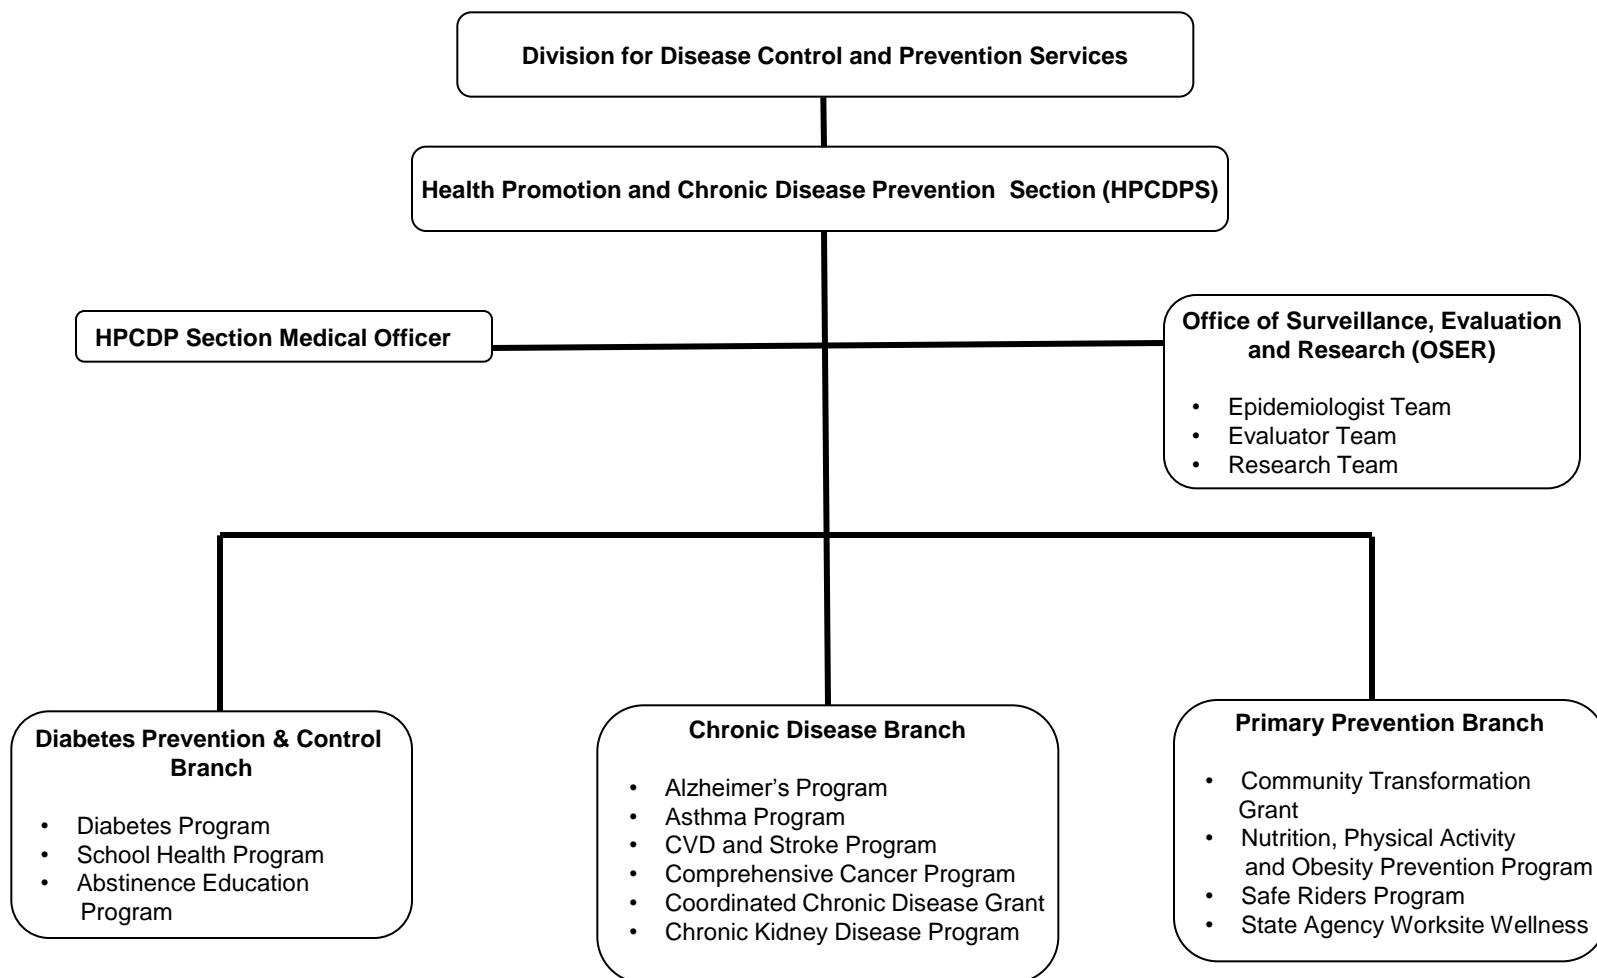 Division for Disease Control and Prevention Services
Health Promotion and Chronic Disease Prevention  Section (HPCDPS)
HPCDP Section Medical Officer
Office of Surveillance, Evaluation
and Research (OSER)
• Epidemiologist Team
• Evaluator Team
• Research Team
Diabetes Prevention & Control
Branch
• Diabetes Program
• School Health Program
• Abstinence Education
Program
Chronic Disease Branch
• Alzheimer’s Program
• Asthma Program
• CVD and Stroke Program
• Comprehensive Cancer Program
• Coordinated Chronic Disease Grant
• Chronic Kidney Disease Program
Primary Prevention Branch
• Community Transformation
Grant
• Nutrition, Physical Activity
and Obesity Prevention Program
• Safe Riders Program
• State Agency Worksite Wellness